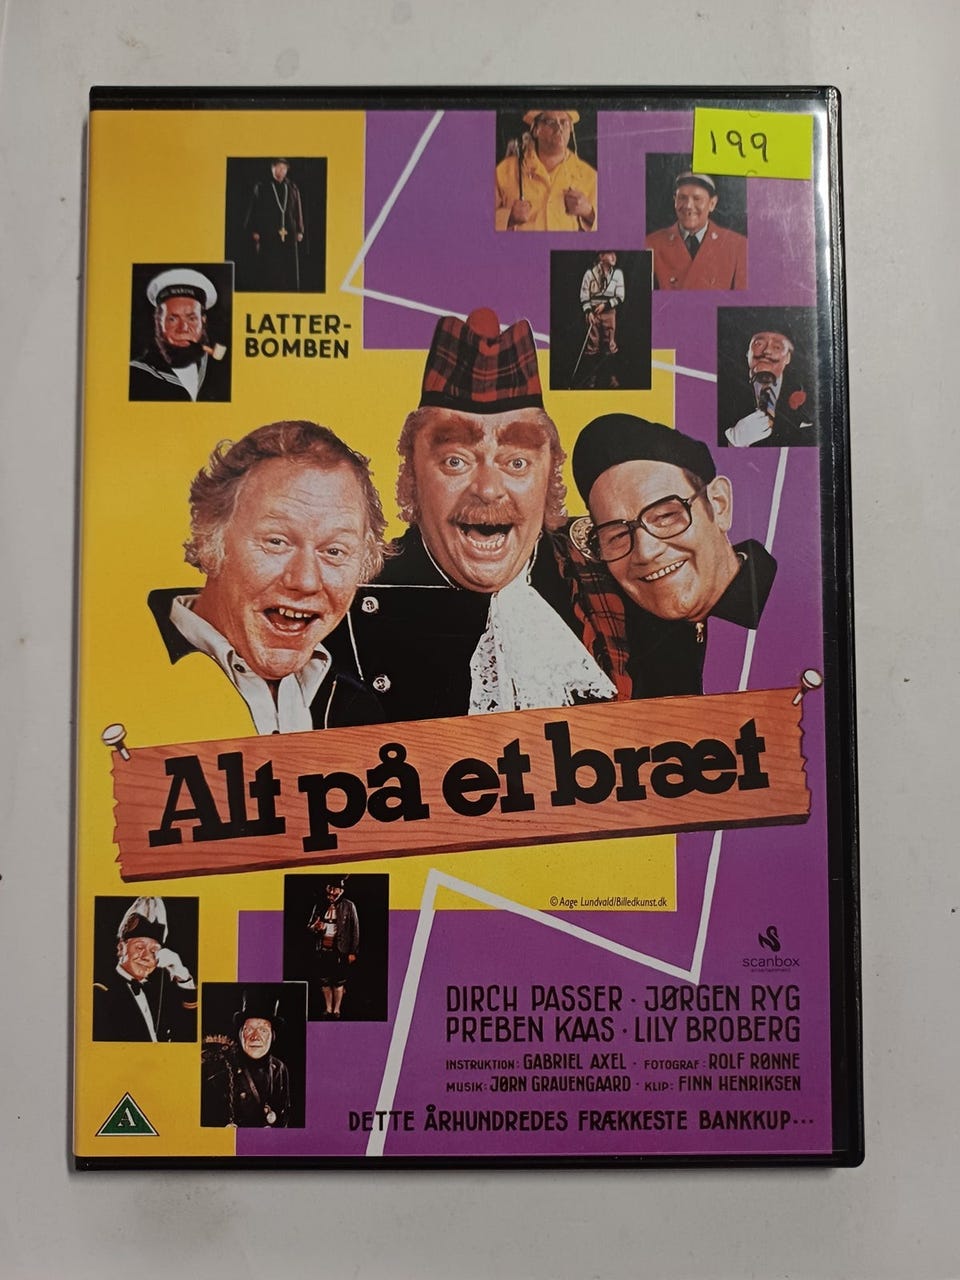 199
LATTER-
BOMBEN
Alt på et bræt
© Aage Lundvald/Billedkunst.dk
scanbox
entertainment
DIRCH PASSER · JØRGEN RYG
PREBEN KAAS · LILY BROBERG
INSTRUKTION: GABRIEL AXEL · FOTOGRAF: ROLF RØNNE
MUSIK: JØRN GRAUENGAARD · KLIP: FINN HENRIKSEN
DETTE ÅRHUNDREDES FRÆKKESTE BANKKUP...
A